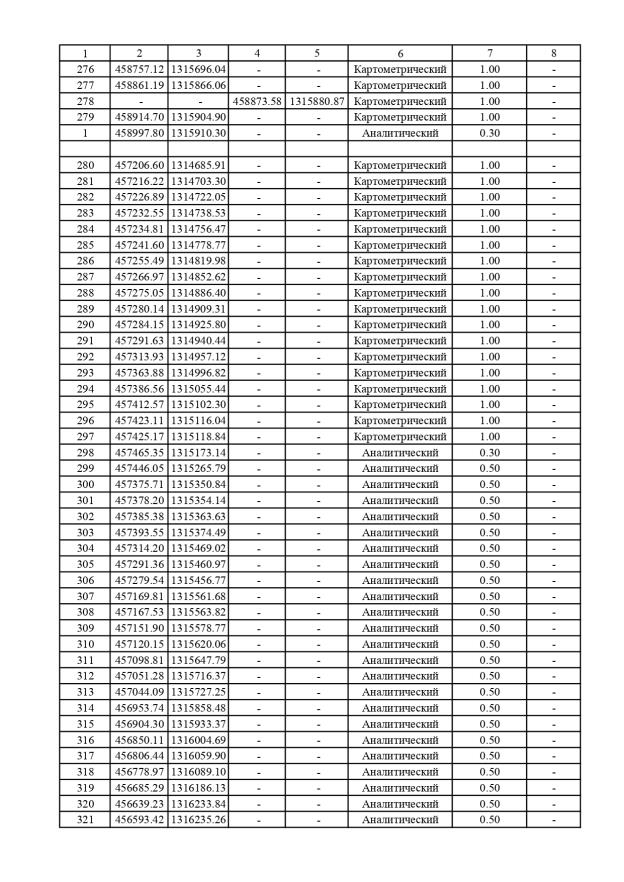 1 2 3 4 5 6 7 8
276 458757.12 1315696.04 - - Картометрический 1.00 -
277 458861.19 1315866.06 - - Картометрический 1.00 -
278 - - 458873.58 1315880.87 Картометрический 1.00 -
279 458914.70 1315904.90 - - Картометрический 1.00 -
1 458997.80 1315910.30 - - Аналитический 0.30 -
280 457206.60 1314685.91 - - Картометрический 1.00 -
281 457216.22 1314703.30 - - Картометрический 1.00 -
282 457226.89 1314722.05 - - Картометрический 1.00 -
283 457232.55 1314738.53 - - Картометрический 1.00 -
284 457234.81 1314756.47 - - Картометрический 1.00 -
285 457241.60 1314778.77 - - Картометрический 1.00 -
286 457255.49 1314819.98 - - Картометрический 1.00 -
287 457266.97 1314852.62 - - Картометрический 1.00 -
288 457275.05 1314886.40 - - Картометрический 1.00 -
289 457280.14 1314909.31 - - Картометрический 1.00 -
290 457284.15 1314925.80 - - Картометрический 1.00 -
291 457291.63 1314940.44 - - Картометрический 1.00 -
292 457313.93 1314957.12 - - Картометрический 1.00 -
293 457363.88 1314996.82 - - Картометрический 1.00 -
294 457386.56 1315055.44 - - Картометрический 1.00 -
295 457412.57 1315102.30 - - Картометрический 1.00 -
296 457423.11 1315116.04 - - Картометрический 1.00 -
297 457425.17 1315118.84 - - Картометрический 1.00 -
298 457465.35 1315173.14 - - Аналитический 0.30 -
299 457446.05 1315265.79 - - Аналитический 0.50 -
300 457375.71 1315350.84 - - Аналитический 0.50 -
301 457378.20 1315354.14 - - Аналитический 0.50 -
302 457385.38 1315363.63 - - Аналитический 0.50 -
303 457393.55 1315374.49 - - Аналитический 0.50 -
304 457314.20 1315469.02 - - Аналитический 0.50 -
305 457291.36 1315460.97 - - Аналитический 0.50 -
306 457279.54 1315456.77 - - Аналитический 0.50 -
307 457169.81 1315561.68 - - Аналитический 0.50 -
308 457167.53 1315563.82 - - Аналитический 0.50 -
309 457151.90 1315578.77 - - Аналитический 0.50 -
310 457120.15 1315620.06 - - Аналитический 0.50 -
311 457098.81 1315647.79 - - Аналитический 0.50 -
312 457051.28 1315716.37 - - Аналитический 0.50 -
313 457044.09 1315727.25 - - Аналитический 0.50 -
314 456953.74 1315858.48 - - Аналитический 0.50 -
315 456904.30 1315933.37 - - Аналитический 0.50 -
316 456850.11 1316004.69 - - Аналитический 0.50 -
317 456806.44 1316059.90 - - Аналитический 0.50 -
318 456778.97 1316089.10 - - Аналитический 0.50 -
319 456685.29 1316186.13 - - Аналитический 0.50 -
320 456639.23 1316233.84 - - Аналитический 0.50 -
321 456593.42 1316235.26 - - Аналитический 0.50 -